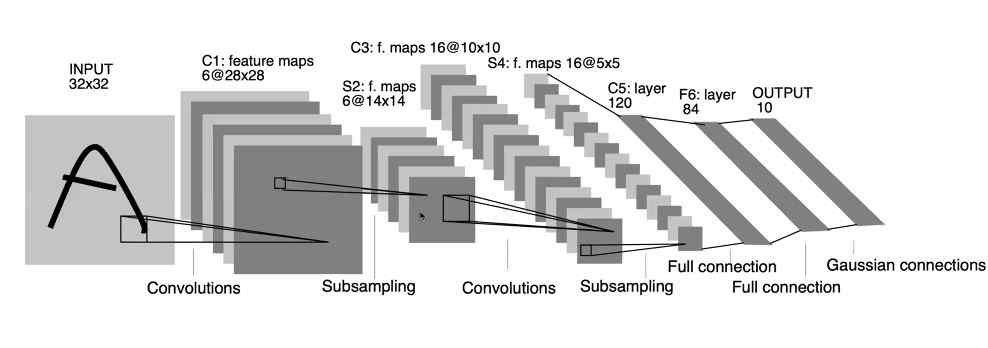 INPUT
32x32
C1: feature maps
6@28x28
S2: f. maps
6@14x14
C3: f. maps 16@10x10
S4: f. maps 16@5x5
C5: layer
120
F6: layer
84
OUTPUT
10
Convolutions
Subsampling
Convolutions
Subsampling
Full connection
Full connection
Gaussian connections